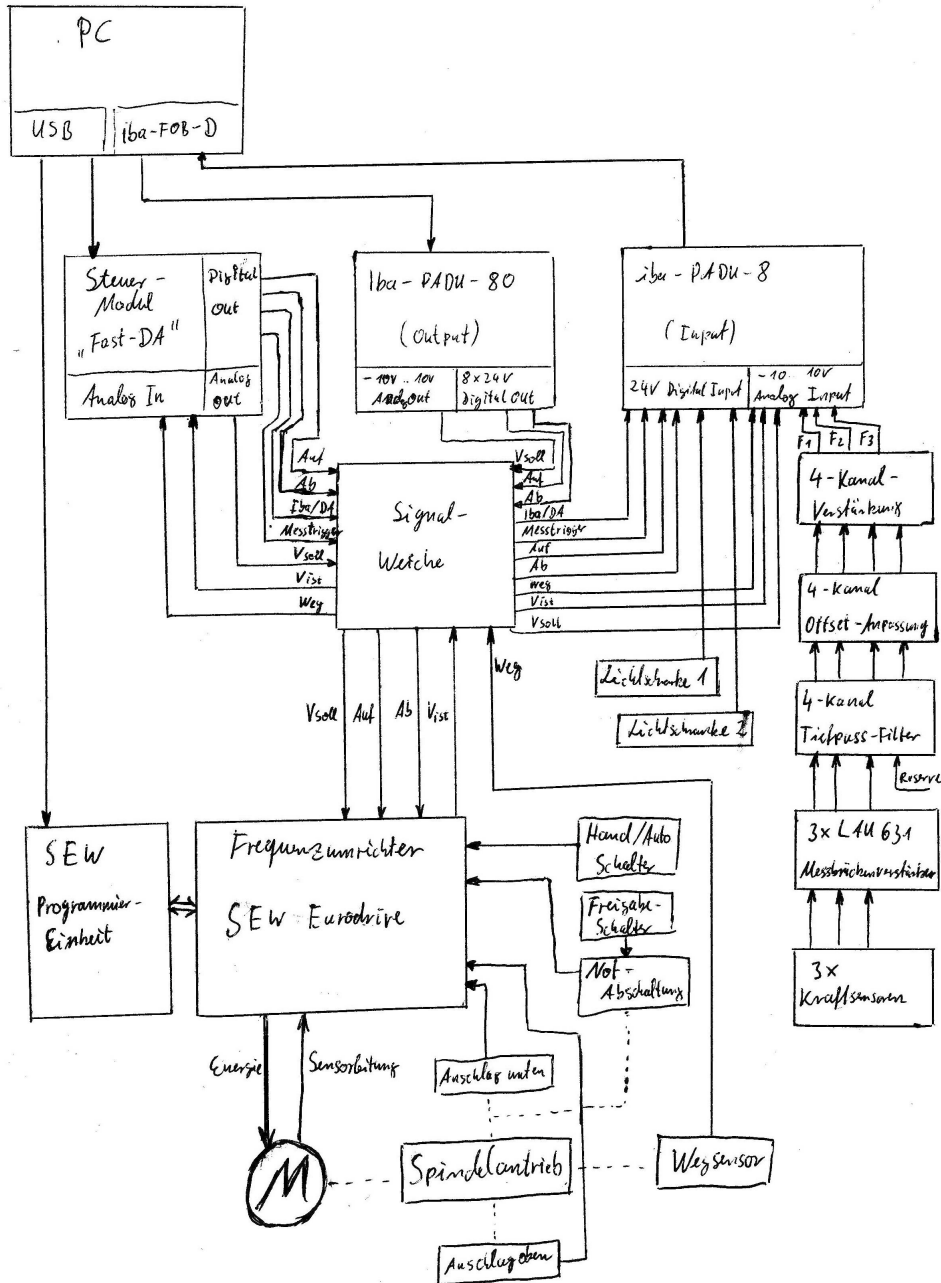 PC
USB
iba-FOB-D
Steuer-
Modul
"Fast-DA"
Digital
Out
Analog In
Analog
Out
Iba-PADU-8O
(Output)
-10V .. 10V
Analog Out
8x24V
Digital Out
iba-PADU-8
(Input)
24V Digital Input
-10.. 10V
Analog Input
F1
F2
F3
4-Kanal-
Verstärkung
4-Kanal
Offset-Anpassung
4-Kanal
Tiefpass-Filter
Reserve
3x LAU 631
Messbrückenverstärker
3x
Kraftsensoren
Auf
Ab
Iba/DA
Messtrigger
Vsoll
Vist
Weg
Signal-
Weiche
Vsoll
Auf
Ab
Iba/DA
Messtrigger
Auf
Ab
Weg
Vist
Vsoll
Lichtschranke 1
Lichtschranke 2
Vsoll
Auf
Ab
Vist
Weg
SEW
Programmier-
Einheit
Frequenzumrichter
SEW-Eurodrive
Hand/Auto
Schalter
Freigabe-
Schalter
Not-
Abschaltung
Energie
Sensorleitung
Anschlag unten
M
Spindelantrieb
Wegsensor
Anschlag oben